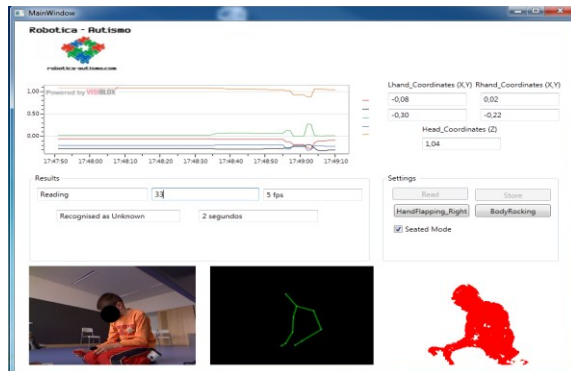 MainWindow
Robotica - Autismo
robotica-autismo.com
Powered by VISIBLOX
1.00
0.50
0.00
17:47:50 17:48:00 17:48:10 17:48:20 17:48:30 17:48:40 17:48:50 17:49:00 17:49:10
Lhand_Coordinates (X,Y) Rhand_Coordinates (X,Y)
-0,08 0,02
-0,30 -0,22
Head_Coordinates (Z)
1,04
Results
Reading 33 5 fps
Recognised as Unknown 2 segundos
Settings
Read Store
HandFlapping_Right BodyRocking
Seated Mode